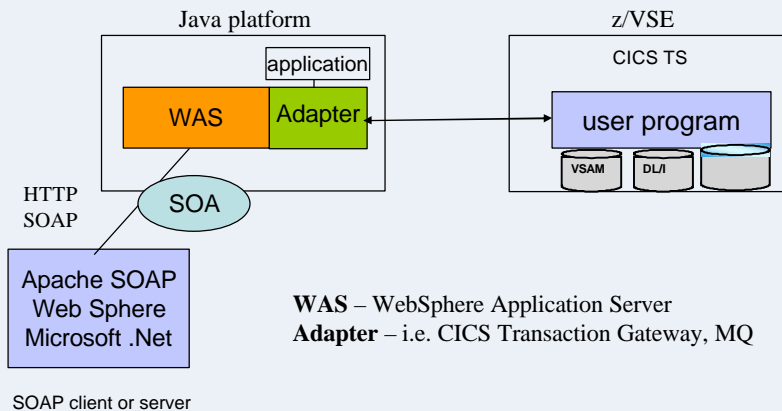 Java platform
z/VSE
application
CICS TS
WAS
Adapter
user program
VSAM
DL/I
HTTP
SOAP
SOA
Apache SOAP
Web Sphere
Microsoft .Net
WAS – WebSphere Application Server
Adapter – i.e. CICS Transaction Gateway, MQ
SOAP client or server